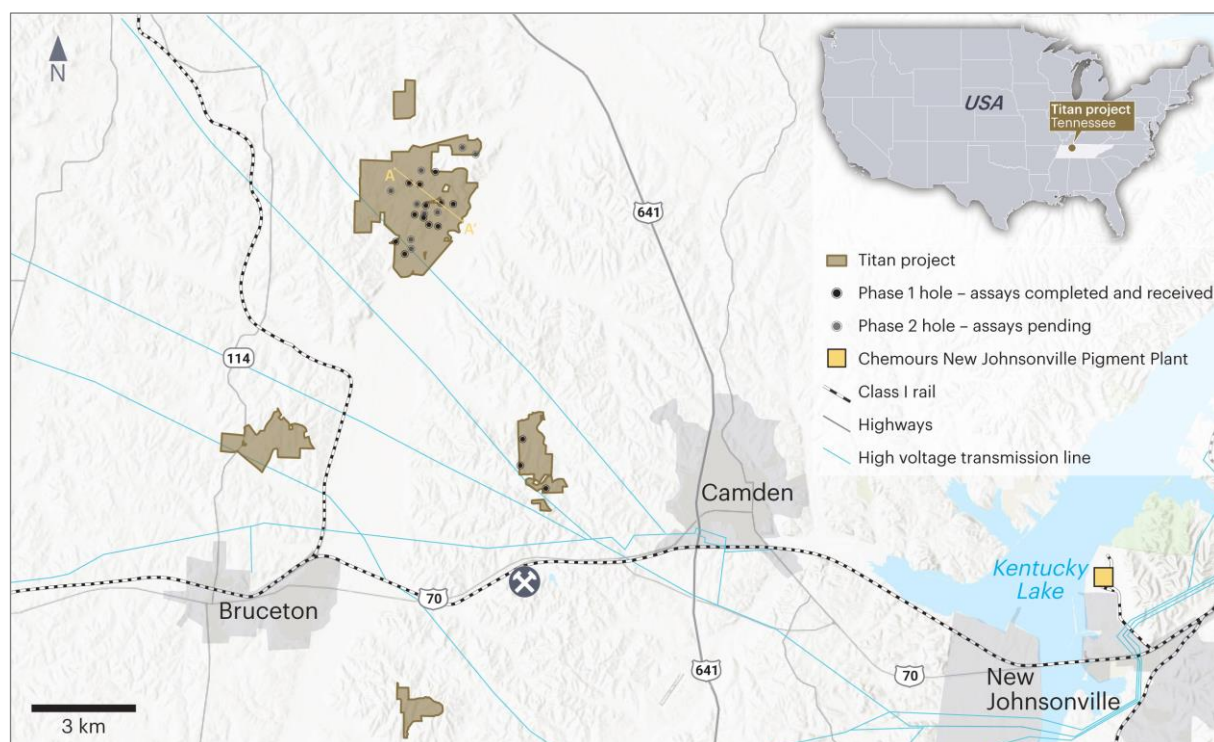 N
USA
Titan project
Tennessee
A
A'
641
Titan project
Phase 1 hole – assays completed and received
Phase 2 hole – assays pending
Chemours New Johnsonville Pigment Plant
Class I rail
Highways
High voltage transmission line
114
Camden
Kentucky
Lake
Bruceton
70
641
70
New
Johnsonville
3 km